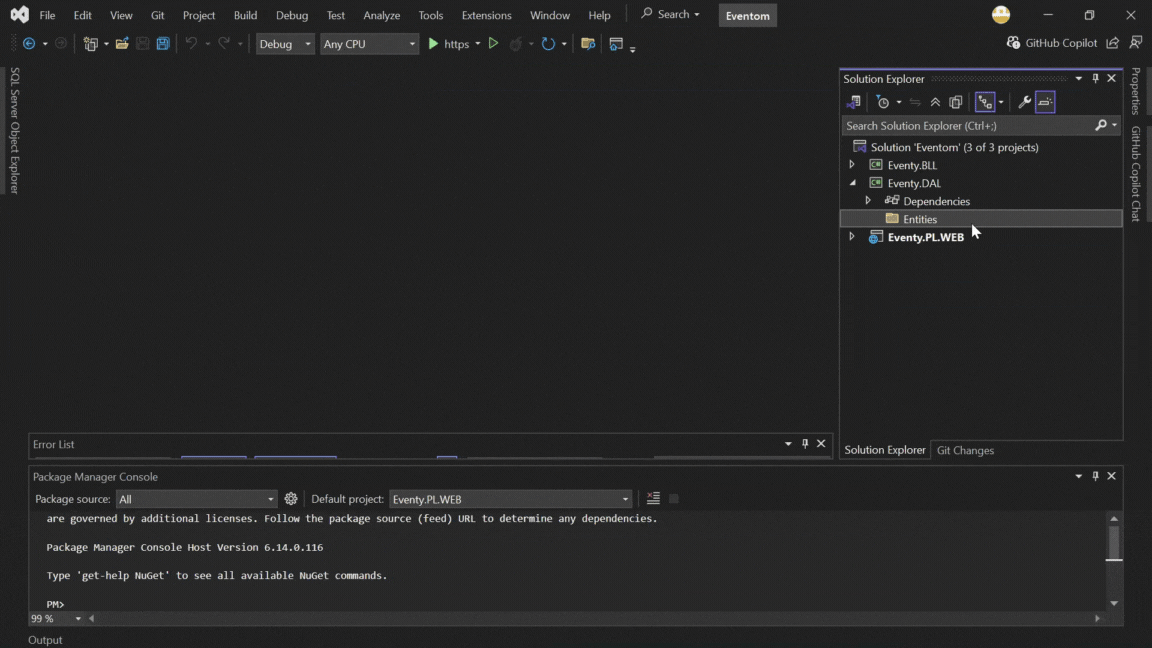 File Edit View Git Project Build Debug Test Analyze Tools Extensions Window Help Search Eventom
Debug Any CPU https GitHub Copilot
SQL Server Object Explorer
Solution Explorer
Search Solution Explorer (Ctrl+;)
Solution 'Eventom' (3 of 3 projects)
Eventy.BLL
Eventy.DAL
Dependencies
Entities
Eventy.PL.WEB
Properties
GitHub Copilot Chat
Solution Explorer Git Changes
Error List
Package Manager Console
Package source: All Default project: Eventy.PL.WEB
are governed by additional licenses. Follow the package source (feed) URL to determine any dependencies.
Package Manager Console Host Version 6.14.0.116
Type 'get-help NuGet' to see all available NuGet commands.
PM>
99 %
Output